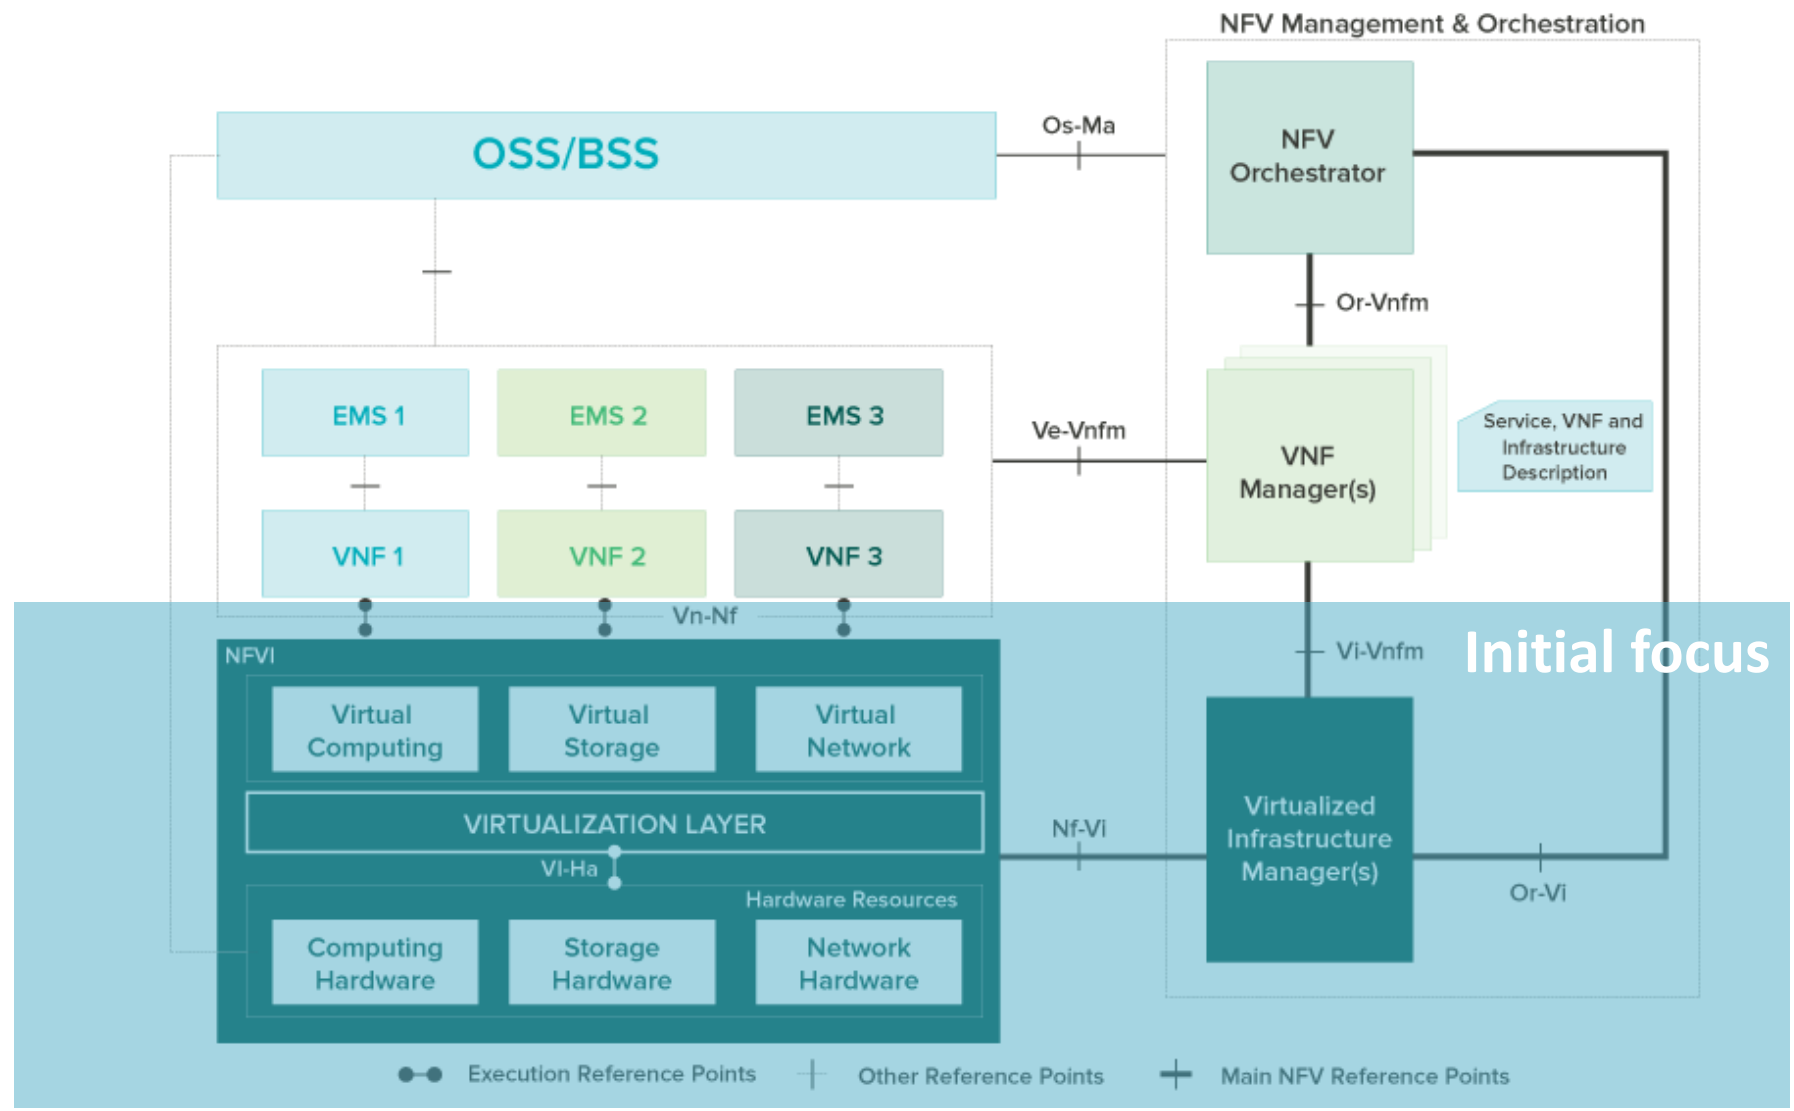 NFV Management & Orchestration
OSS/BSS
Os-Ma
NFV
Orchestrator
Or-Vnfm
EMS 1
EMS 2
EMS 3
Ve-Vnfm
VNF
Manager(s)
Service, VNF and
Infrastructure
Description
VNF 1
VNF 2
VNF 3
Vn-Nf
Initial focus
Vi-Vnfm
NFVI
Virtual
Computing
Virtual
Storage
Virtual
Network
VIRTUALIZATION LAYER
VI-Ha
Nf-Vi
Virtualized
Infrastructure
Manager(s)
Or-Vi
Hardware Resources
Computing
Hardware
Storage
Hardware
Network
Hardware
Execution Reference Points
Other Reference Points
Main NFV Reference Points